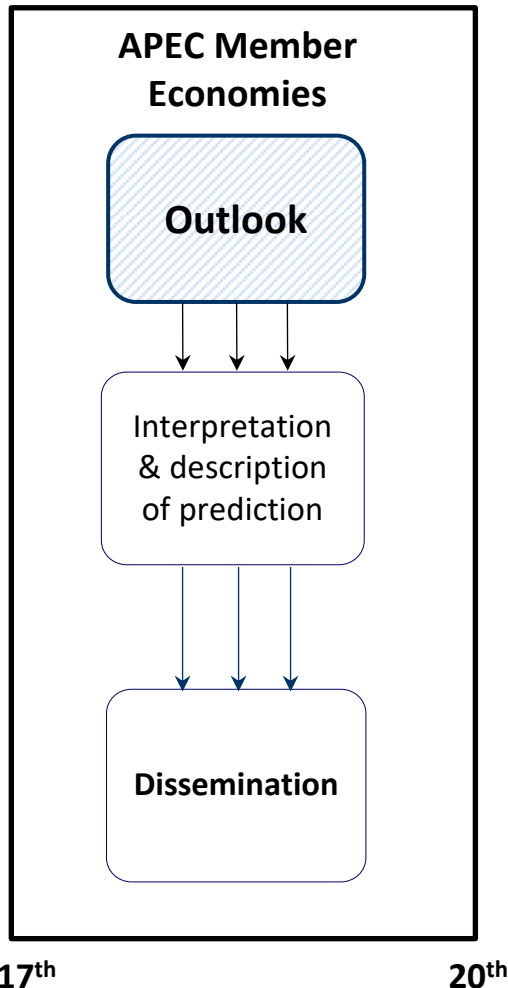 APEC Member
Economies
Outlook
Interpretation
& description
of prediction
Dissemination
17th
20th